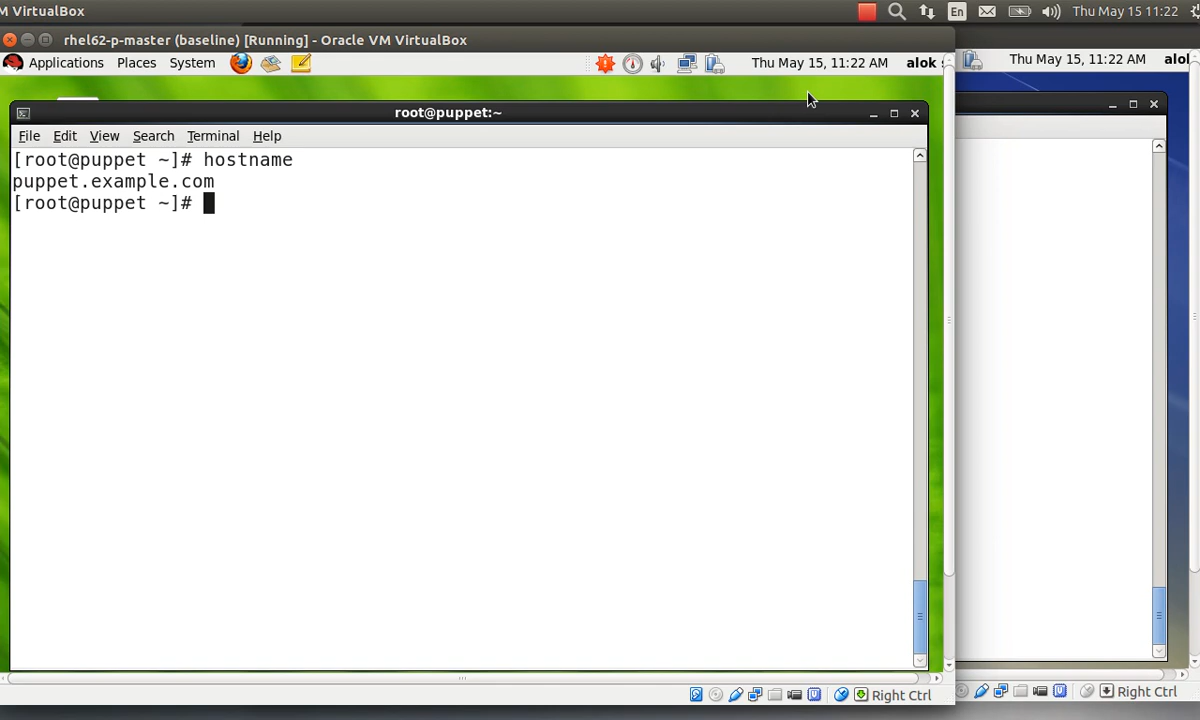 M VirtualBox
En
Thu May 15 11:22
rhel62-p-master (baseline) [Running] - Oracle VM VirtualBox
Applications Places System
Thu May 15, 11:22 AM alok
Thu May 15, 11:22 AM alok
root@puppet:~
File Edit View Search Terminal Help
[root@puppet ~]# hostname
puppet.example.com
[root@puppet ~]#
Right Ctrl
Right Ctrl